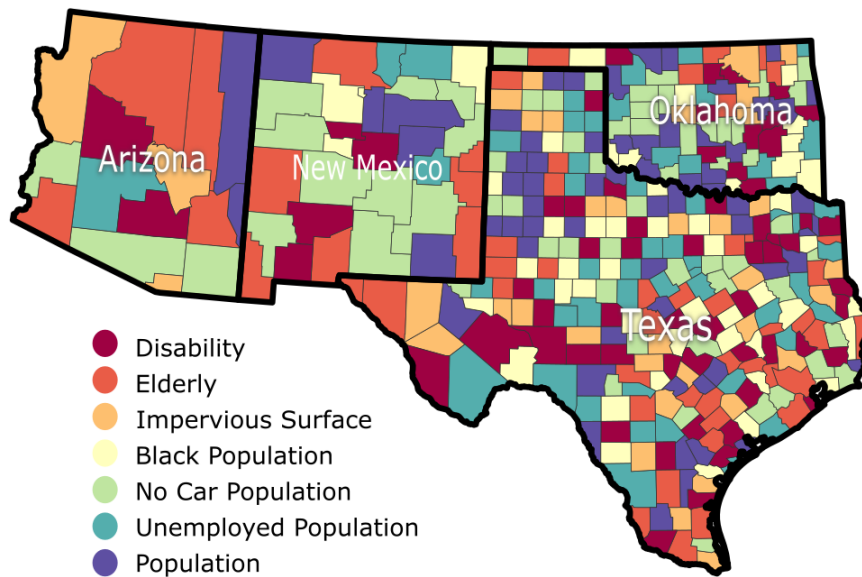 Oklahoma
Arizona
New Mexico
Texas
Disability
Elderly
Impervious Surface
Black Population
No Car Population
Unemployed Population
Population